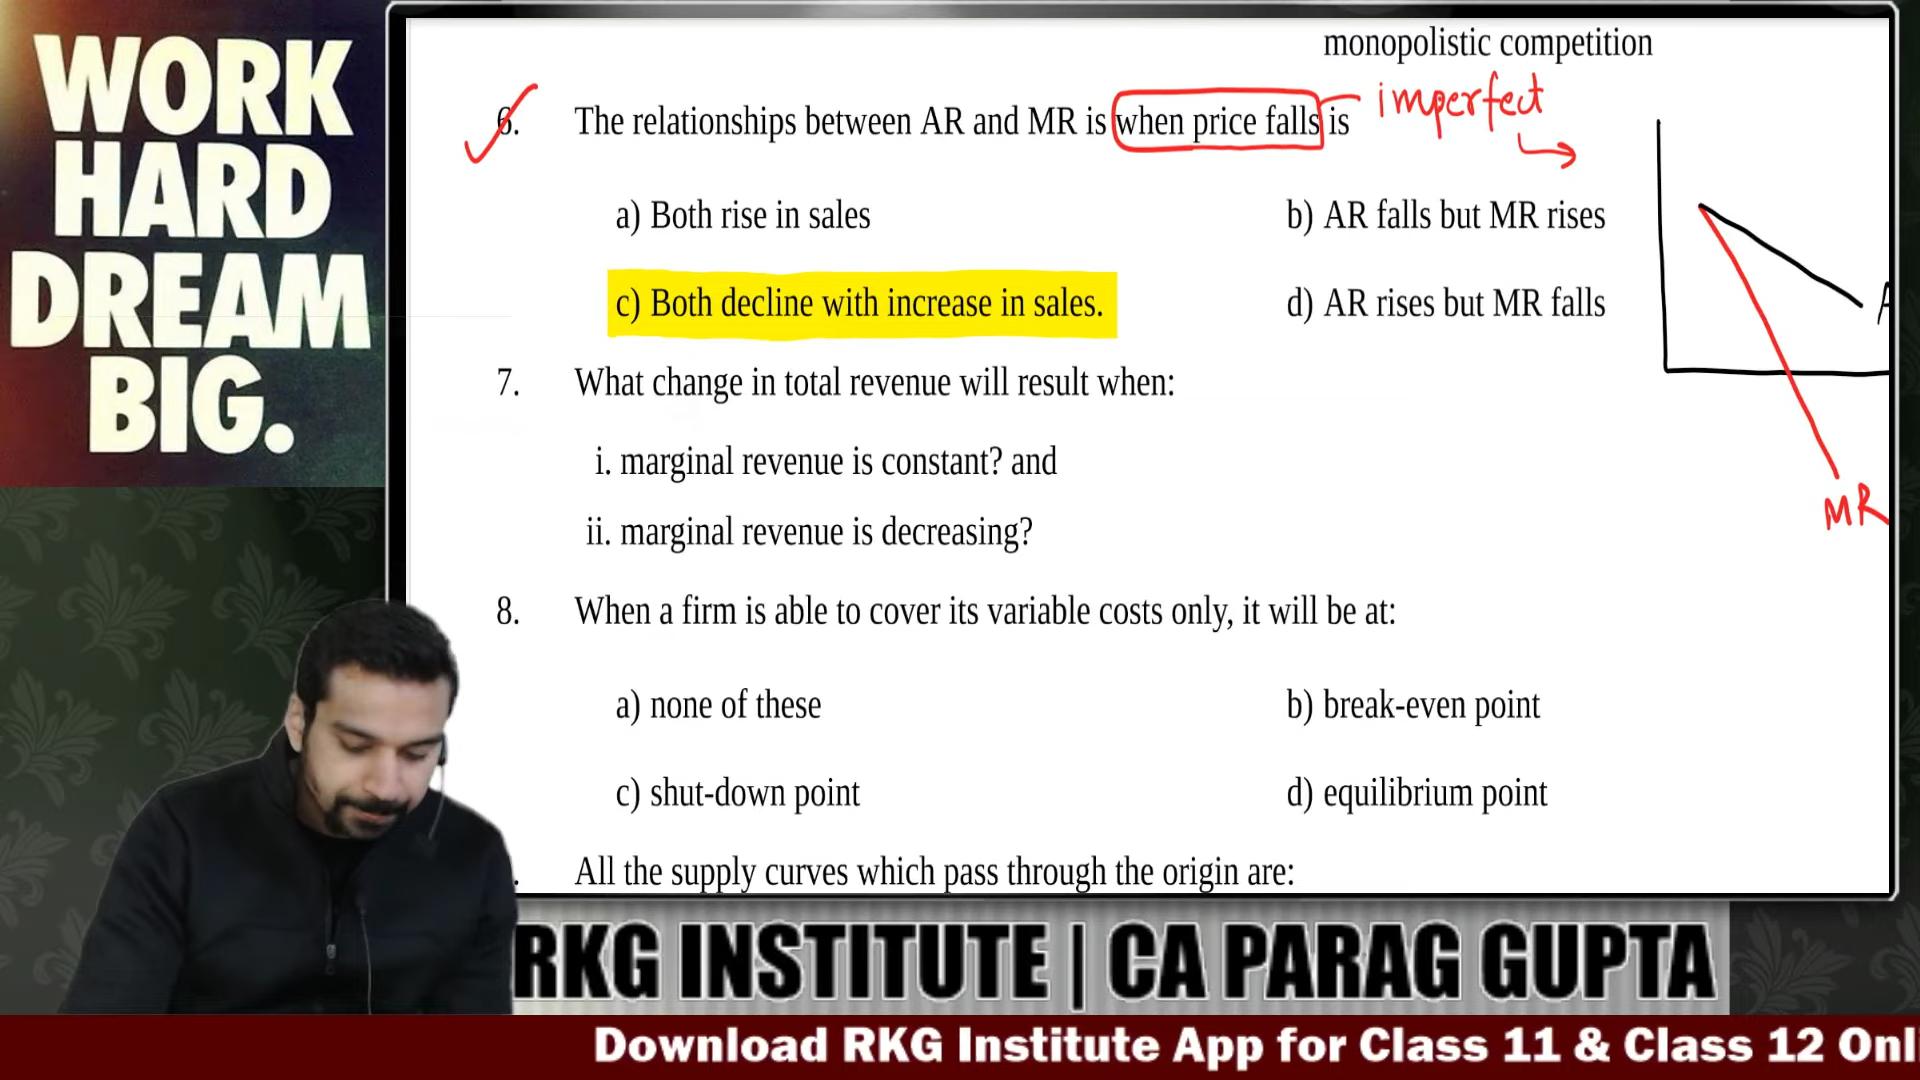 WORK
HARD
DREAM
BIG.
monopolistic competition
6. The relationships between AR and MR is when price falls is
imperfect
a) Both rise in sales
b) AR falls but MR rises
c) Both decline with increase in sales.
d) AR rises but MR falls
7. What change in total revenue will result when:
i. marginal revenue is constant? and
ii. marginal revenue is decreasing?
MR
8. When a firm is able to cover its variable costs only, it will be at:
a) none of these
b) break-even point
c) shut-down point
d) equilibrium point
. All the supply curves which pass through the origin are:
RKG INSTITUTE | CA PARAG GUPTA
Download RKG Institute App for Class 11 & Class 12 Onl